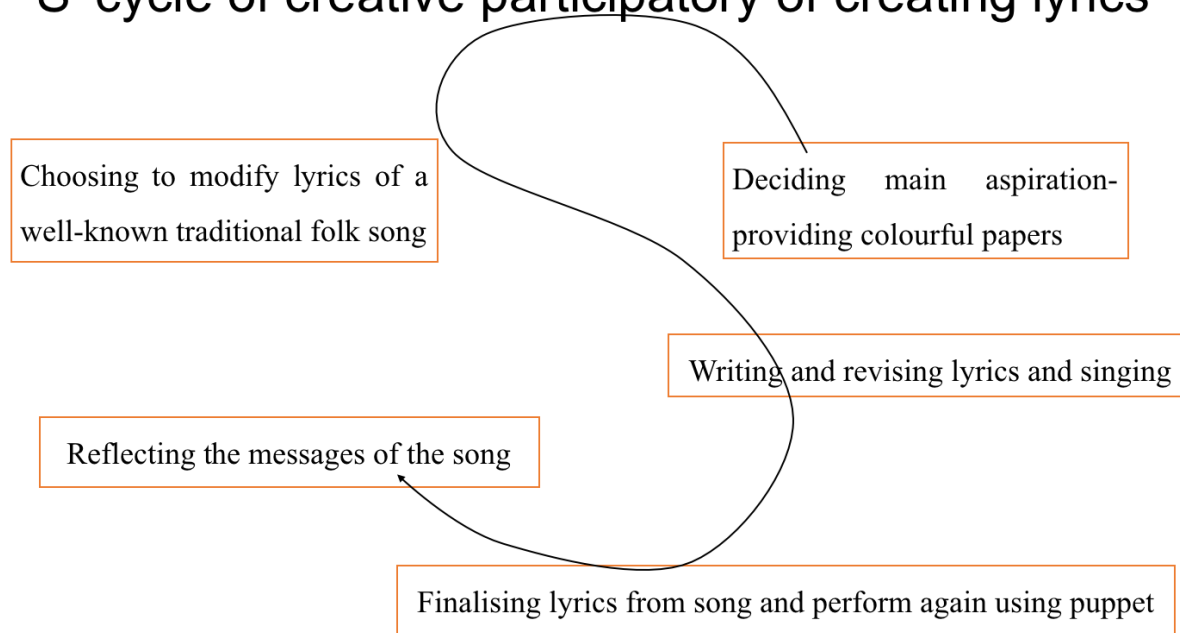 S' cycle of creative participatory of creating lyrics
Choosing to modify lyrics of a
well-known traditional folk song
Deciding main aspiration-
providing colourful papers
Writing and revising lyrics and singing
Reflecting the messages of the song
Finalising lyrics from song and perform again using puppet